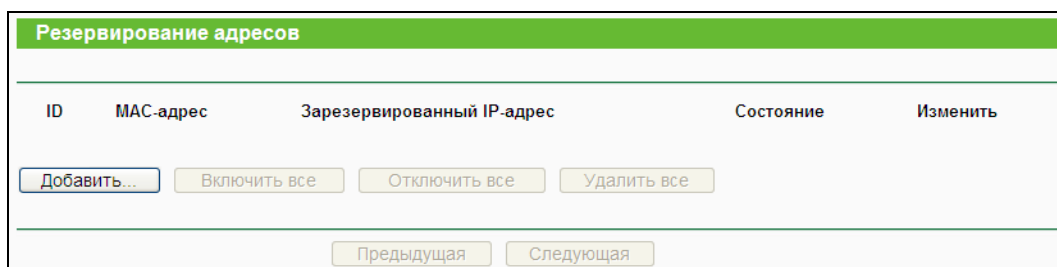 Резервирование адресов
ID MAC-адрес Зарезервированный IP-адрес Состояние Изменить
Добавить... Включить все Отключить все Удалить все
Предыдущая Следующая